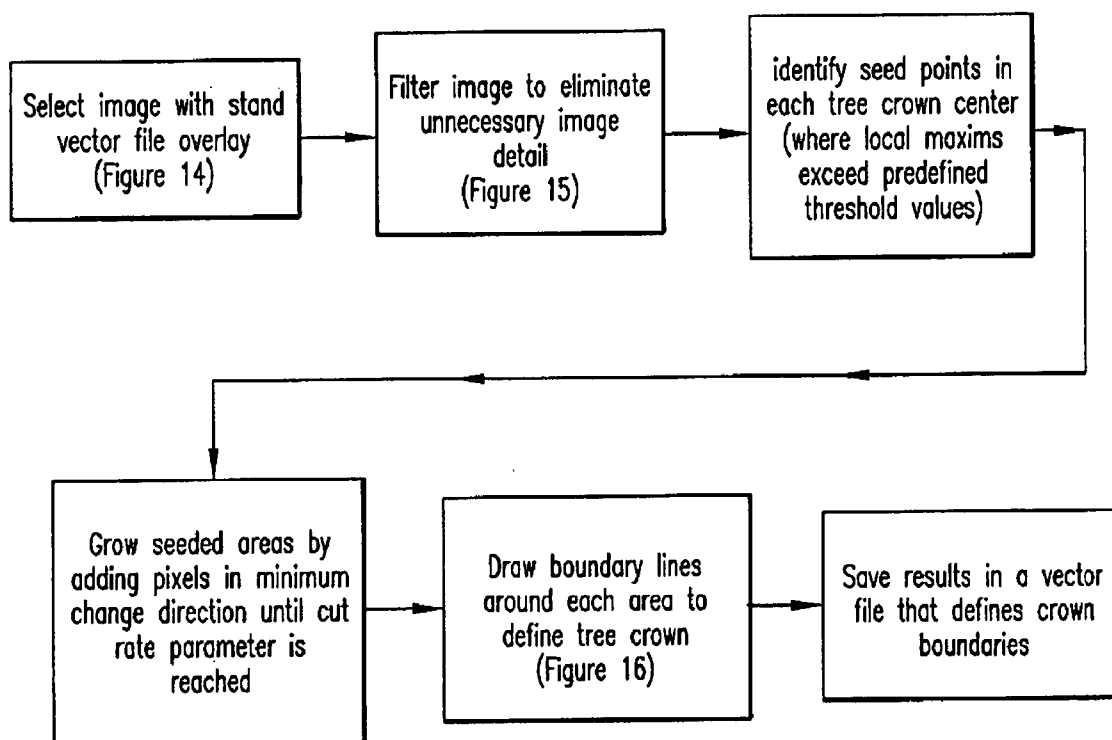 Select image with stand
vector file overlay
(Figure 14)
Filter image to eliminate
unnecessary image
detail
(Figure 15)
identify seed points in
each tree crown center
(where local maxims
exceed predefined
threshold values)
Grow seeded areas by
adding pixels in minimum
change direction until cut
rate parameter is
reached
Draw boundary lines
around each area to
define tree crown
(Figure 16)
Save results in a vector
file that defines crown
boundaries